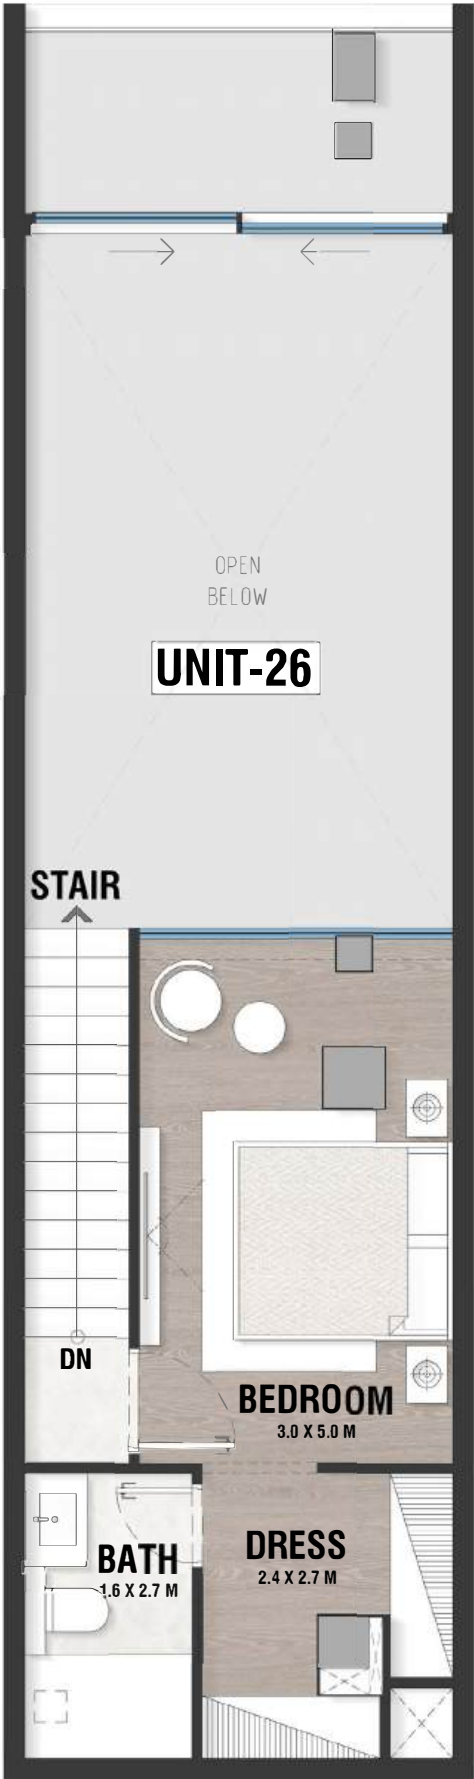 OPEN
BELOW
UNIT-26
STAIR
DN
BEDROOM
3.0 X 5.0 M
BATH
1.6 X 2.7 M
DRESS
2.4 X 2.7 M